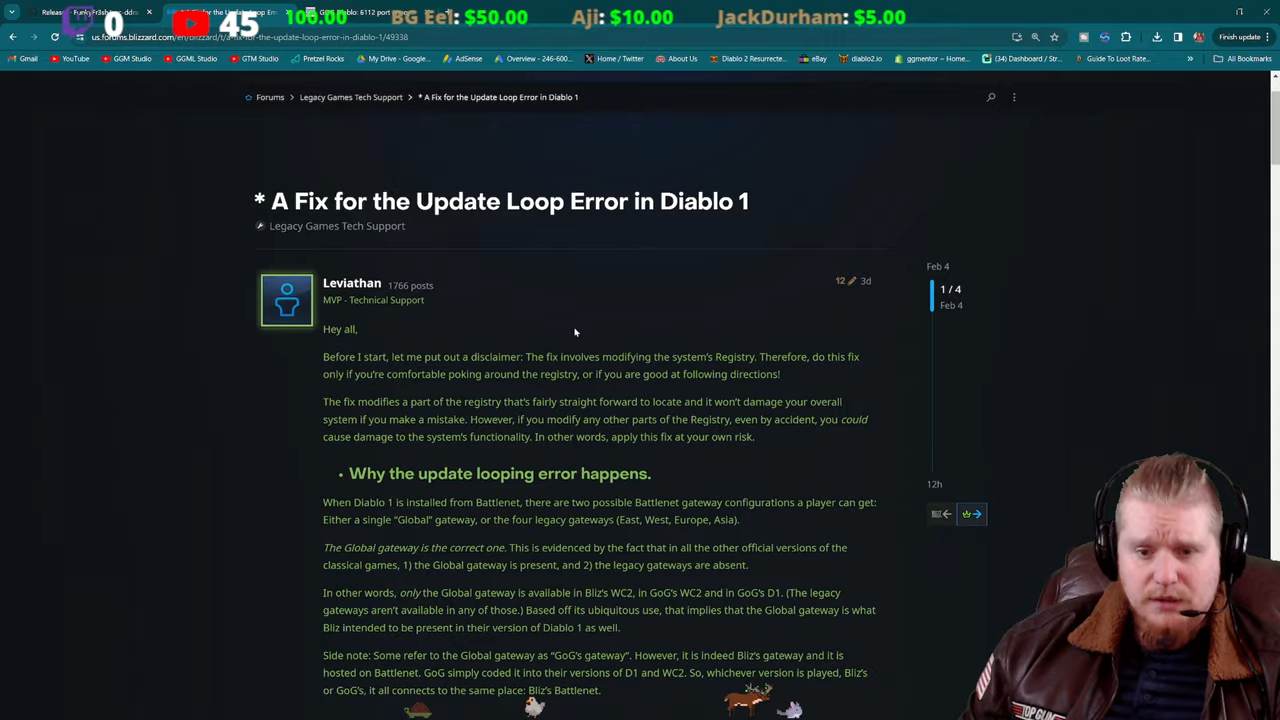 100.00 BG Eel: $50.00 Aji: $10.00 JackDurham: $5.00
0 45
us.forums.blizzard.com/en/blizzard/t/a-fix-for-the-update-loop-error-in-diablo-1/49338
Finish update
Gmail YouTube GGM Studio GGML Studio GTM Studio Pretzel Rocks My Drive - Google... AdSense Overview - 246-600... Home / Twitter About Us Diablo 2 Resurrecte... eBay diablo2.io ggmentor – Home... (34) Dashboard / Str... Guide To Loot Rate... All Bookmarks
Forums > Legacy Games Tech Support > * A Fix for the Update Loop Error in Diablo 1
* A Fix for the Update Loop Error in Diablo 1
Legacy Games Tech Support
Leviathan 1766 posts
12 3d
MVP - Technical Support
Hey all,
Before I start, let me put out a disclaimer: The fix involves modifying the system's Registry. Therefore, do this fix
only if you're comfortable poking around the registry, or if you are good at following directions!
The fix modifies a part of the registry that's fairly straight forward to locate and it won't damage your overall
system if you make a mistake. However, if you modify any other parts of the Registry, even by accident, you could
cause damage to the system's functionality. In other words, apply this fix at your own risk.
• Why the update looping error happens.
When Diablo 1 is installed from Battlenet, there are two possible Battlenet gateway configurations a player can get:
Either a single "Global" gateway, or the four legacy gateways (East, West, Europe, Asia).
The Global gateway is the correct one. This is evidenced by the fact that in all the other official versions of the
classical games, 1) the Global gateway is present, and 2) the legacy gateways are absent.
In other words, only the Global gateway is available in Bliz's WC2, in GoG's WC2 and in GoG's D1. (The legacy
gateways aren't available in any of those.) Based off its ubiquitous use, that implies that the Global gateway is what
Bliz intended to be present in their version of Diablo 1 as well.
Side note: Some refer to the Global gateway as "GoG's gateway". However, it is indeed Bliz's gateway and it is
hosted on Battlenet. GoG simply coded it into their versions of D1 and WC2. So, whichever version is played, Bliz's
or GoG's, it all connects to the same place: Bliz's Battlenet.
Feb 4
1 / 4
Feb 4
12h
TOP GUN